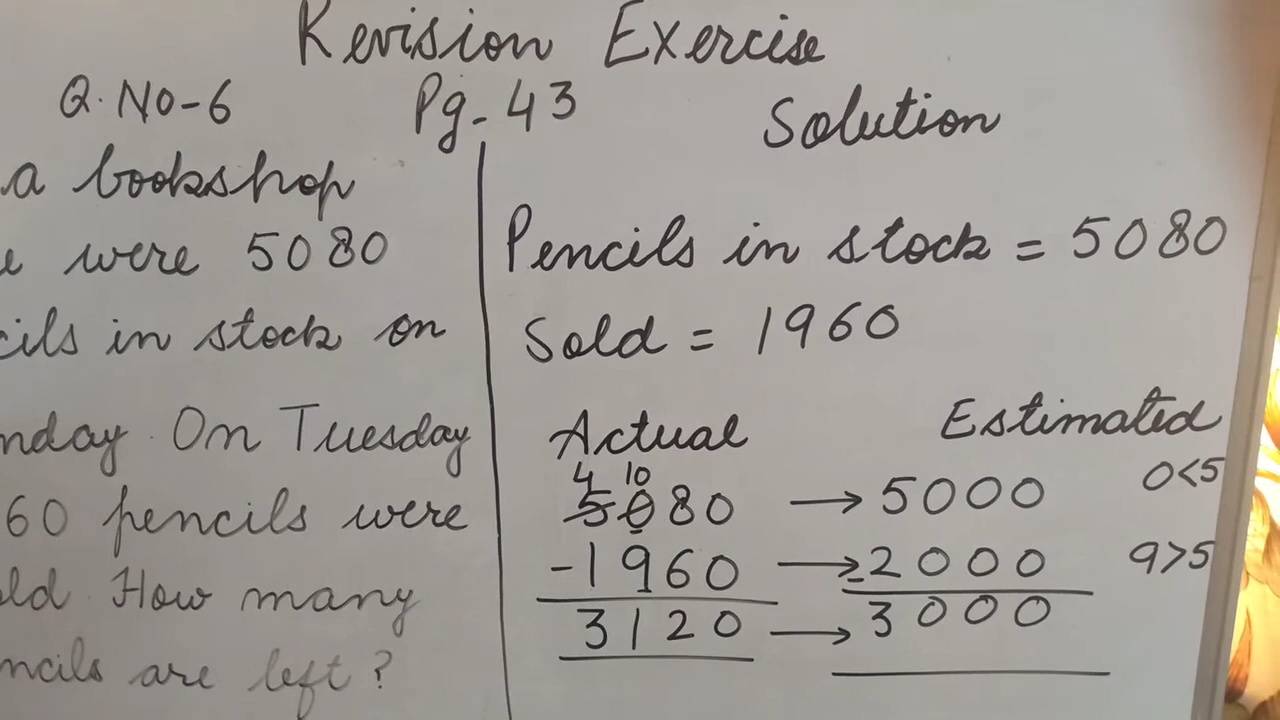 Revision Exercise
Q.No-6 Pg-43
a bookshop
e were 5080
cils in stock on
nday. On Tuesday
60 pencils were
ld. How many
ncils are left?
Solution
Pencils in stock = 5080
Sold = 1960
Actual Estimated
4 10
5080 → 5000 0<5
-1960 → -2000 9>5
3120 → 3000